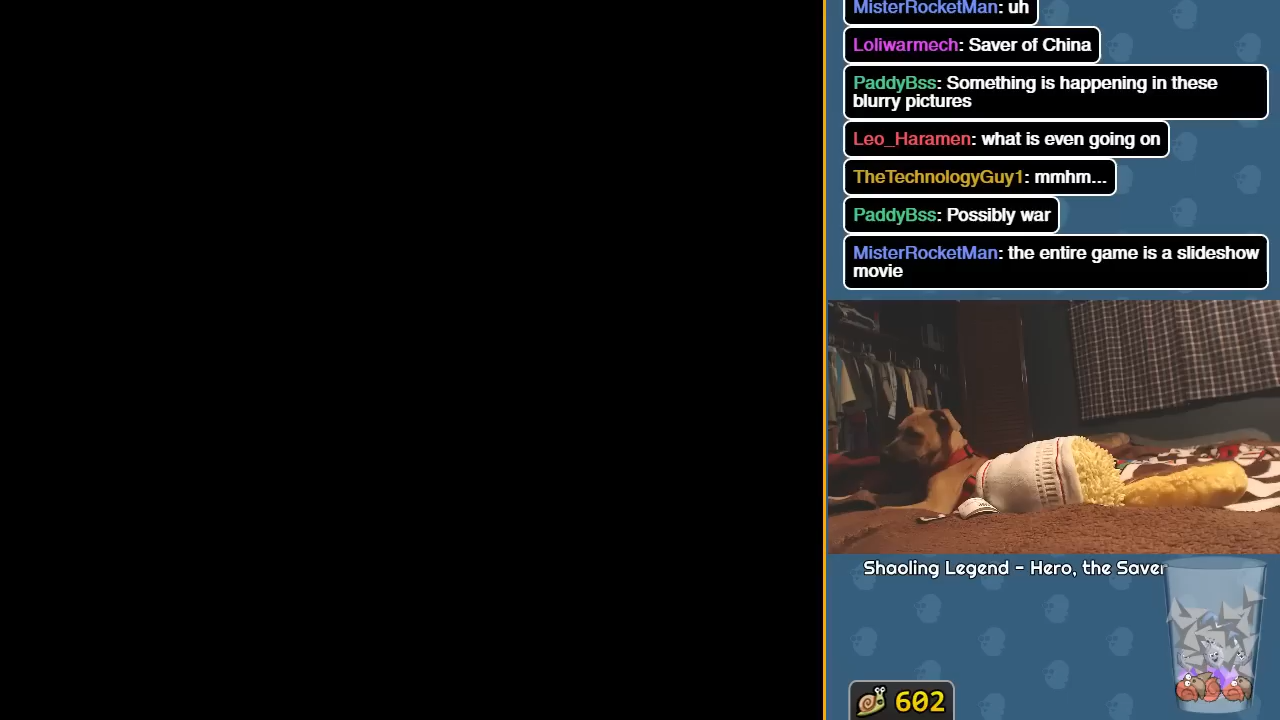 MisterRocketMan: uh
Loliwarmech: Saver of China
PaddyBss: Something is happening in these
blurry pictures
Leo_Haramen: what is even going on
TheTechnologyGuy1: mmhm...
PaddyBss: Possibly war
MisterRocketMan: the entire game is a slideshow
movie
Shaoling Legend - Hero, the Saver
602